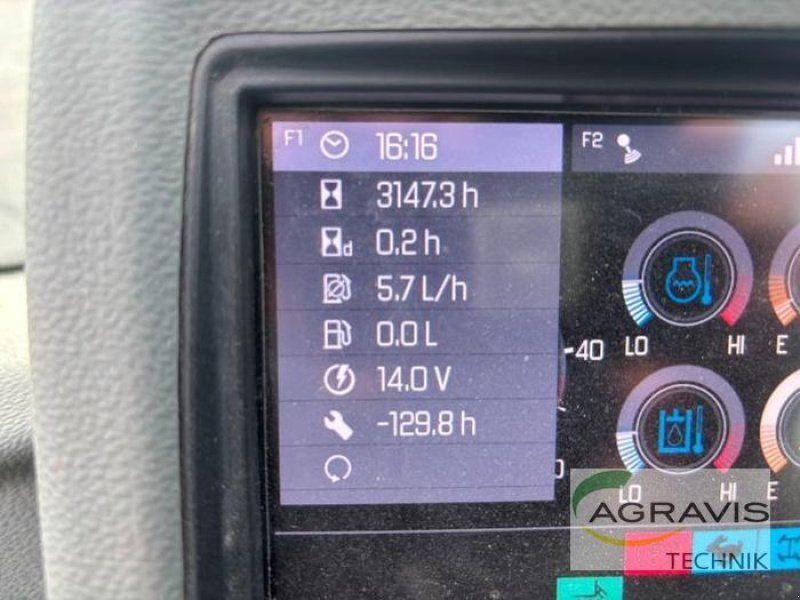 F1 16:16
3147.3 h
d 0.2 h
5.7 L/h
0.0 L
14.0 V
-129.8 h
F2
-40
LO HI E
0
LO HI E
AGRAVIS
TECHNIK